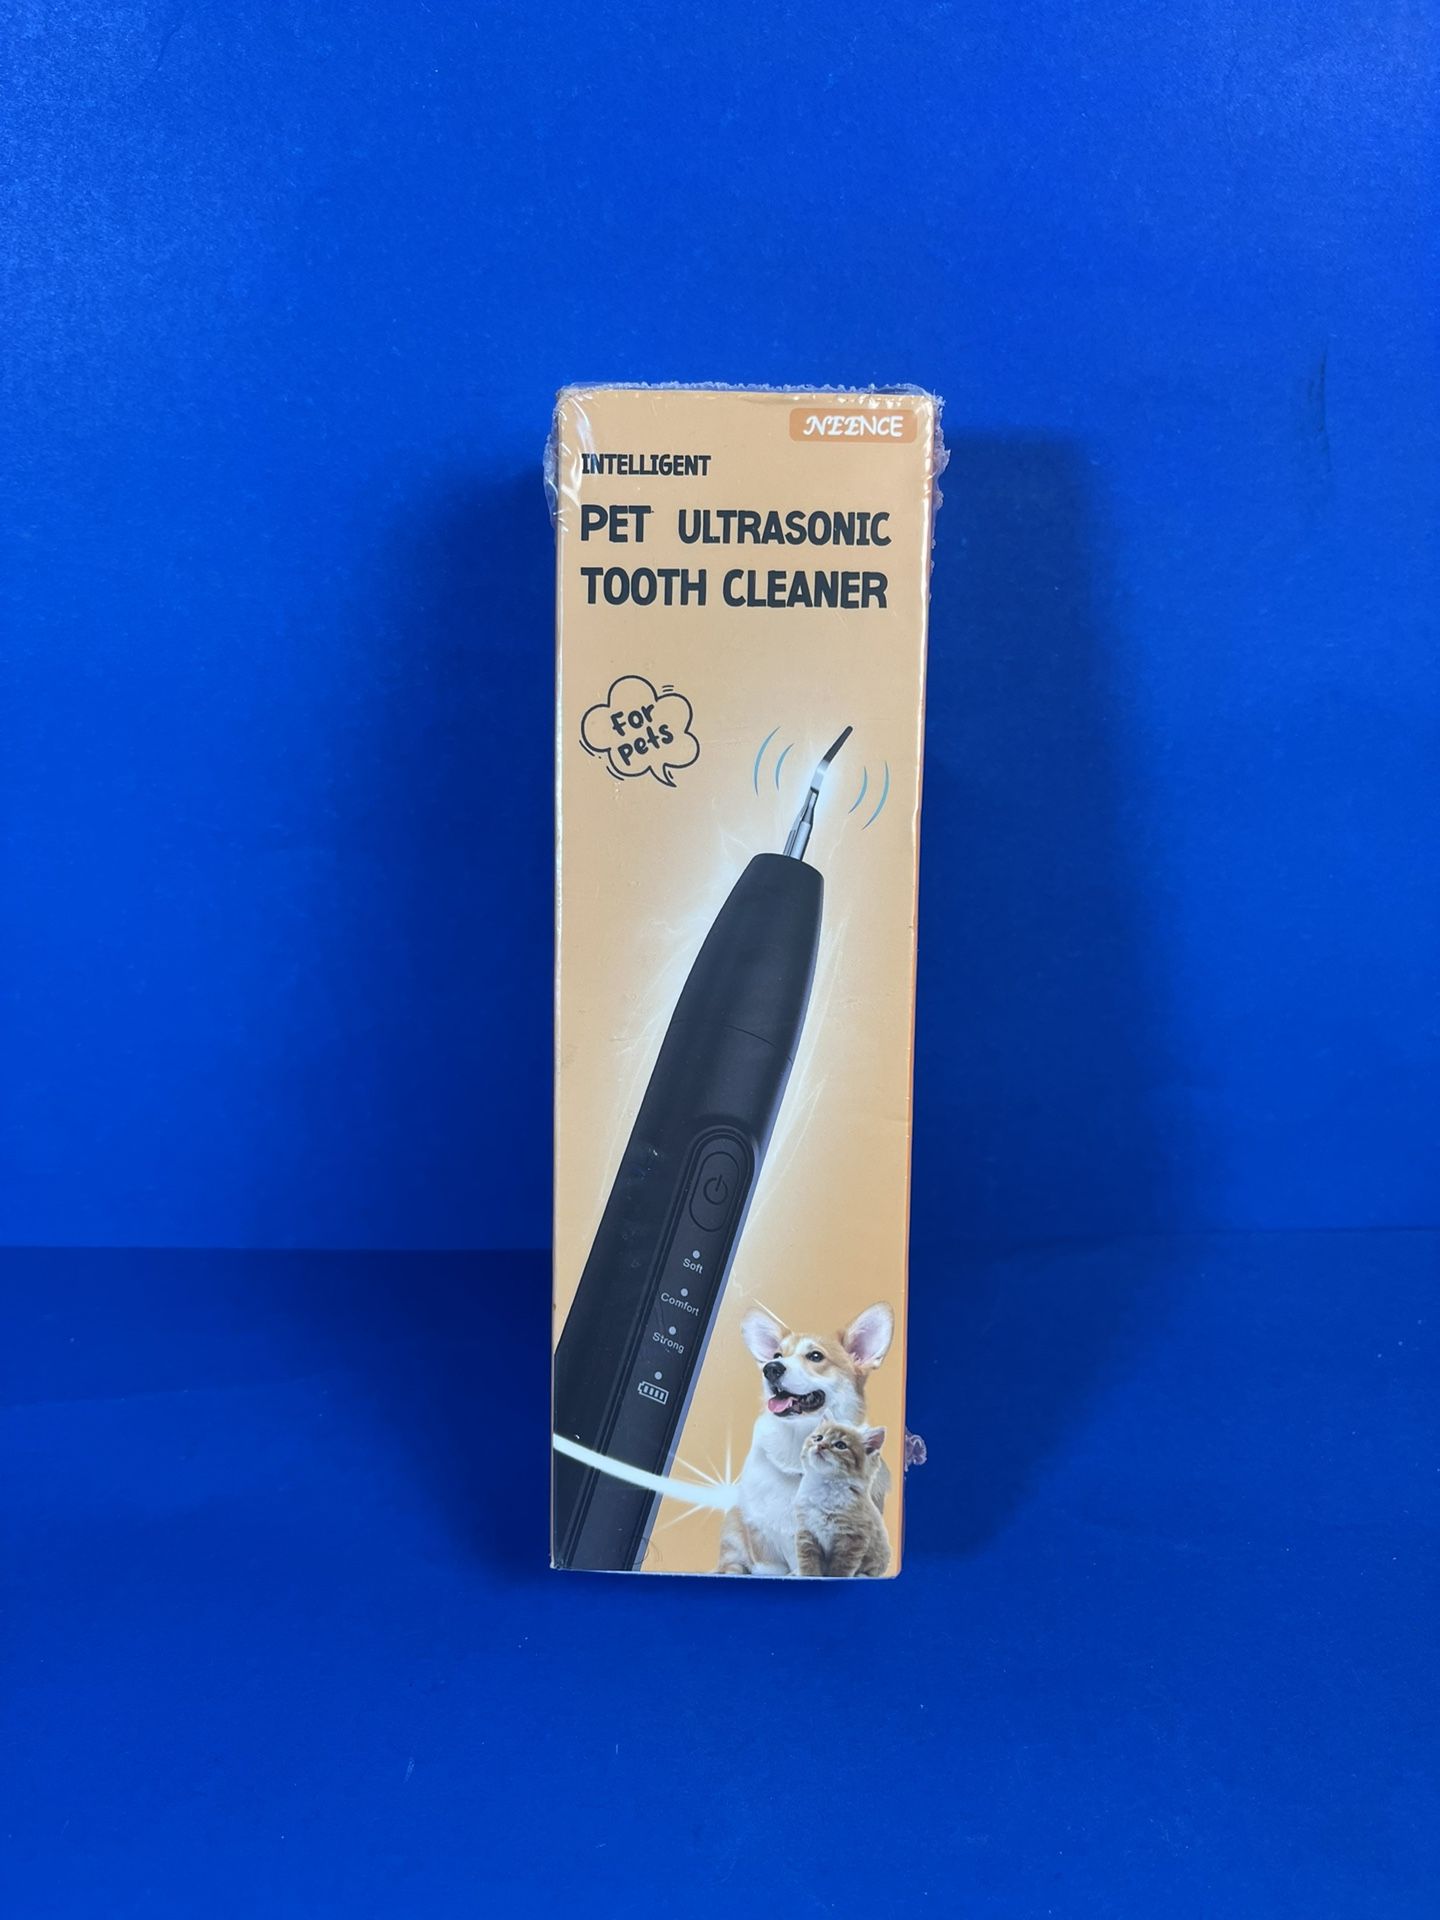 NEENCE
INTELLIGENT
PET ULTRASONIC
TOOTH CLEANER
For
pets
Soft
Comfort
Strong